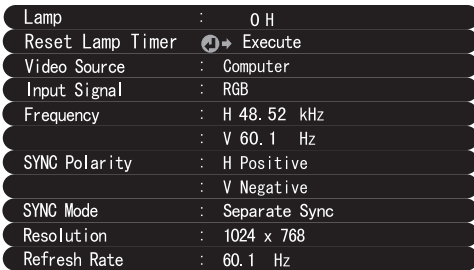 Lamp : 0 H
Reset Lamp Timer Execute
Video Source : Computer
Input Signal : RGB
Frequency : H 48.52 kHz
: V 60.1 Hz
SYNC Polarity : H Positive
: V Negative
SYNC Mode : Separate Sync
Resolution : 1024 x 768
Refresh Rate : 60.1 Hz